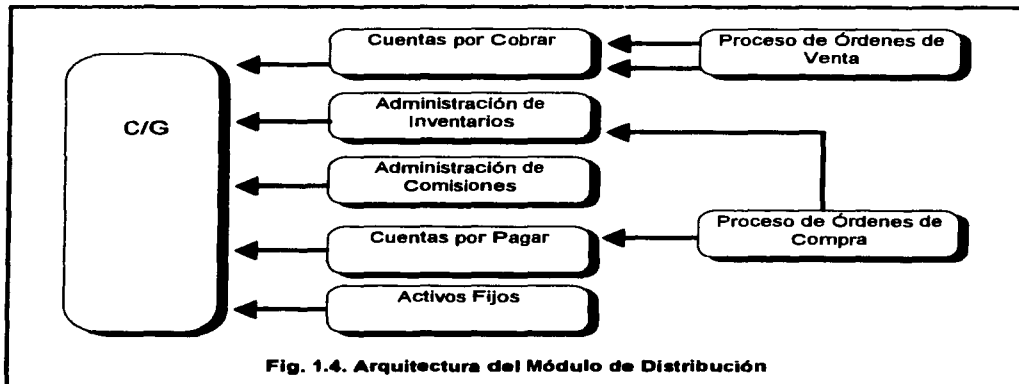 Cuentas por Cobrar
Proceso de Órdenes de
Venta
C/G
Administración de
Inventarios
Administración de
Comisiones
Cuentas por Pagar
Proceso de Órdenes de
Compra
Activos Fijos
Fig. 1.4. Arquitectura del Módulo de Distribución